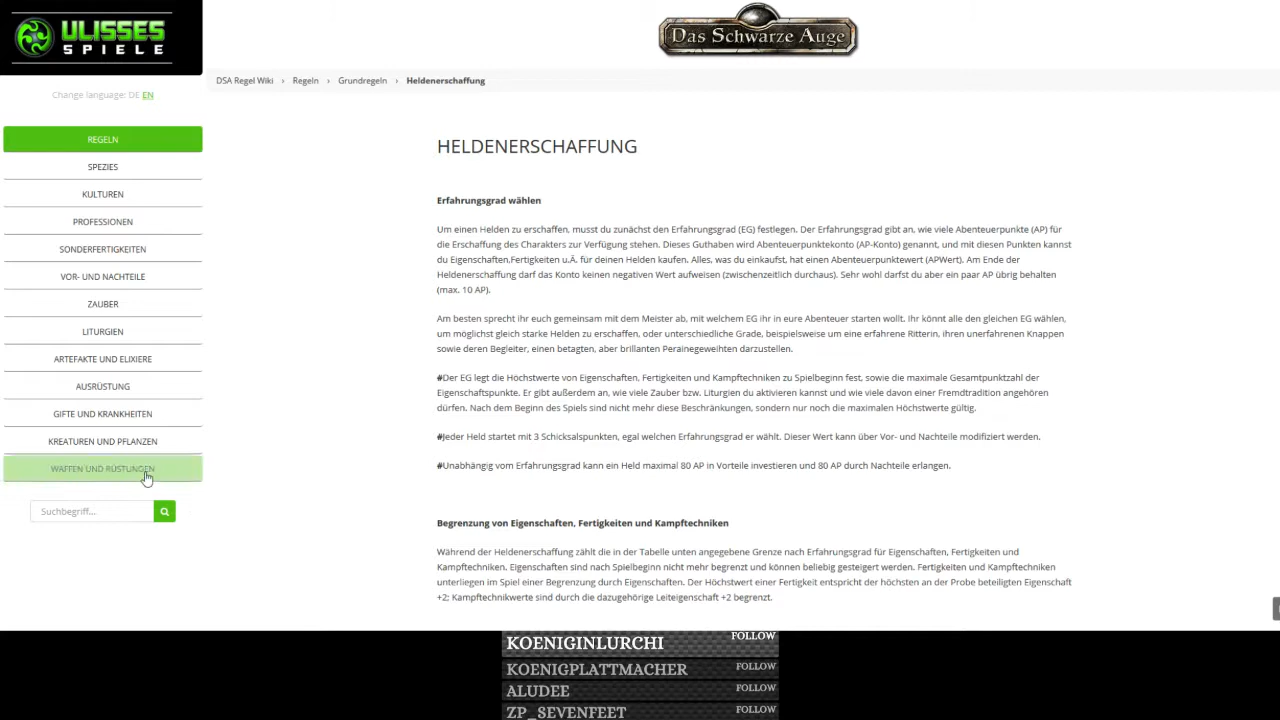 ULISSES
SPIELE
Das Schwarze Auge
DSA Regel Wiki › Regeln › Grundregeln › Heldenerschaffung
Change language: DE EN
REGELN
SPEZIES
KULTUREN
PROFESSIONEN
SONDERFERTIGKEITEN
VOR- UND NACHTEILE
ZAUBER
LITURGIEN
ARTEFAKTE UND ELIXIERE
AUSRÜSTUNG
GIFTE UND KRANKHEITEN
KREATUREN UND PFLANZEN
WAFFEN UND RÜSTUNGEN
Suchbegriff...
HELDENERSCHAFFUNG
Erfahrungsgrad wählen
Um einen Helden zu erschaffen, musst du zunächst den Erfahrungsgrad (EG) festlegen. Der Erfahrungsgrad gibt an, wie viele Abenteuerpunkte (AP) für
die Erschaffung des Charakters zur Verfügung stehen. Dieses Guthaben wird Abenteuerpunktekonto (AP-Konto) genannt, und mit diesen Punkten kannst
du Eigenschaften,Fertigkeiten u.Ä. für deinen Helden kaufen. Alles, was du einkaufst, hat einen Abenteuerpunktewert (APWert). Am Ende der
Heldenerschaffung darf das Konto keinen negativen Wert aufweisen (zwischenzeitlich durchaus). Sehr wohl darfst du aber ein paar AP übrig behalten
(max. 10 AP).
Am besten sprecht ihr euch gemeinsam mit dem Meister ab, mit welchem EG ihr in eure Abenteuer starten wollt. Ihr könnt alle den gleichen EG wählen,
um möglichst gleich starke Helden zu erschaffen, oder unterschiedliche Grade, beispielsweise um eine erfahrene Ritterin, ihren unerfahrenen Knappen
sowie deren Begleiter, einen betagten, aber brillanten Perainegeweihten darzustellen.
#Der EG legt die Höchstwerte von Eigenschaften, Fertigkeiten und Kampftechniken zu Spielbeginn fest, sowie die maximale Gesamtpunktzahl der
Eigenschaftspunkte. Er gibt außerdem an, wie viele Zauber bzw. Liturgien du aktivieren kannst und wie viele davon einer Fremdtradition angehören
dürfen. Nach dem Beginn des Spiels sind nicht mehr diese Beschränkungen, sondern nur noch die maximalen Höchstwerte gültig.
#Jeder Held startet mit 3 Schicksalspunkten, egal welchen Erfahrungsgrad er wählt. Dieser Wert kann über Vor- und Nachteile modifiziert werden.
#Unabhängig vom Erfahrungsgrad kann ein Held maximal 80 AP in Vorteile investieren und 80 AP durch Nachteile erlangen.
Begrenzung von Eigenschaften, Fertigkeiten und Kampftechniken
Während der Heldenerschaffung zählt die in der Tabelle unten angegebene Grenze nach Erfahrungsgrad für Eigenschaften, Fertigkeiten und
Kampftechniken. Eigenschaften sind nach Spielbeginn nicht mehr begrenzt und können beliebig gesteigert werden. Fertigkeiten und Kampftechniken
unterliegen im Spiel einer Begrenzung durch Eigenschaften. Der Höchstwert einer Fertigkeit entspricht der höchsten an der Probe beteiligten Eigenschaft
+2; Kampftechnikwerte sind durch die dazugehörige Leiteigenschaft +2 begrenzt.
KOENIGINLURCHI FOLLOW
KOENIGPLATTMACHER FOLLOW
ALUDEE FOLLOW
ZP_SEVENFEET FOLLOW